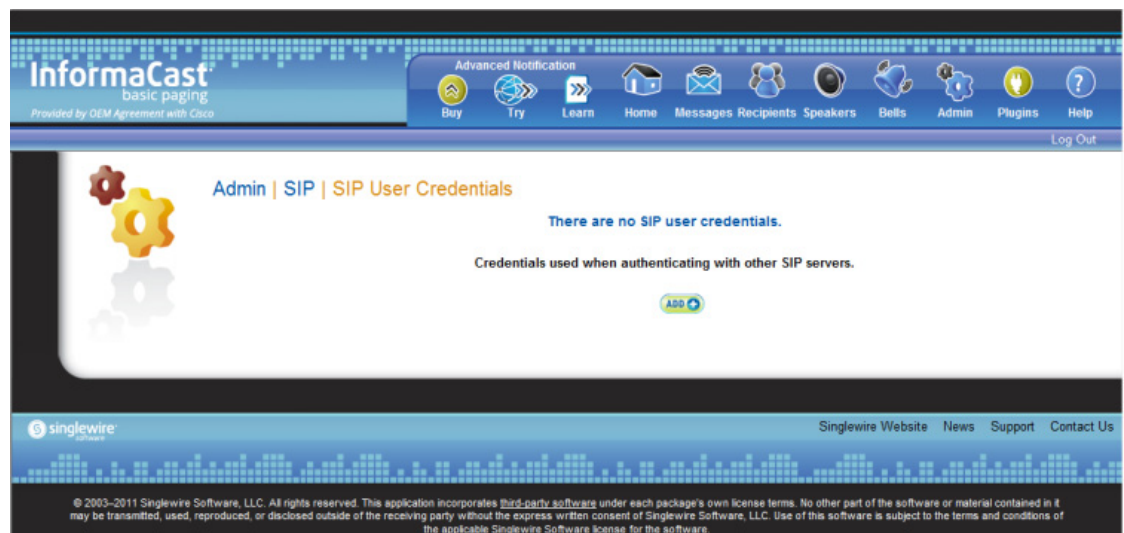 InformaCast
basic paging
Provided by OEM Agreement with Cisco
Advanced Notification
Buy Try Learn Home Messages Recipients Speakers Bells Admin Plugins Help
Log Out
Admin | SIP | SIP User Credentials
There are no SIP user credentials.
Credentials used when authenticating with other SIP servers.
ADD
singlewire
software
Singlewire Website News Support Contact Us
© 2003–2011 Singlewire Software, LLC. All rights reserved. This application incorporates third-party software under each package's own license terms. No other part of the software or material contained in it
may be transmitted, used, reproduced, or disclosed outside of the receiving party without the express written consent of Singlewire Software, LLC. Use of this software is subject to the terms and conditions of
the applicable Singlewire Software license for the software.